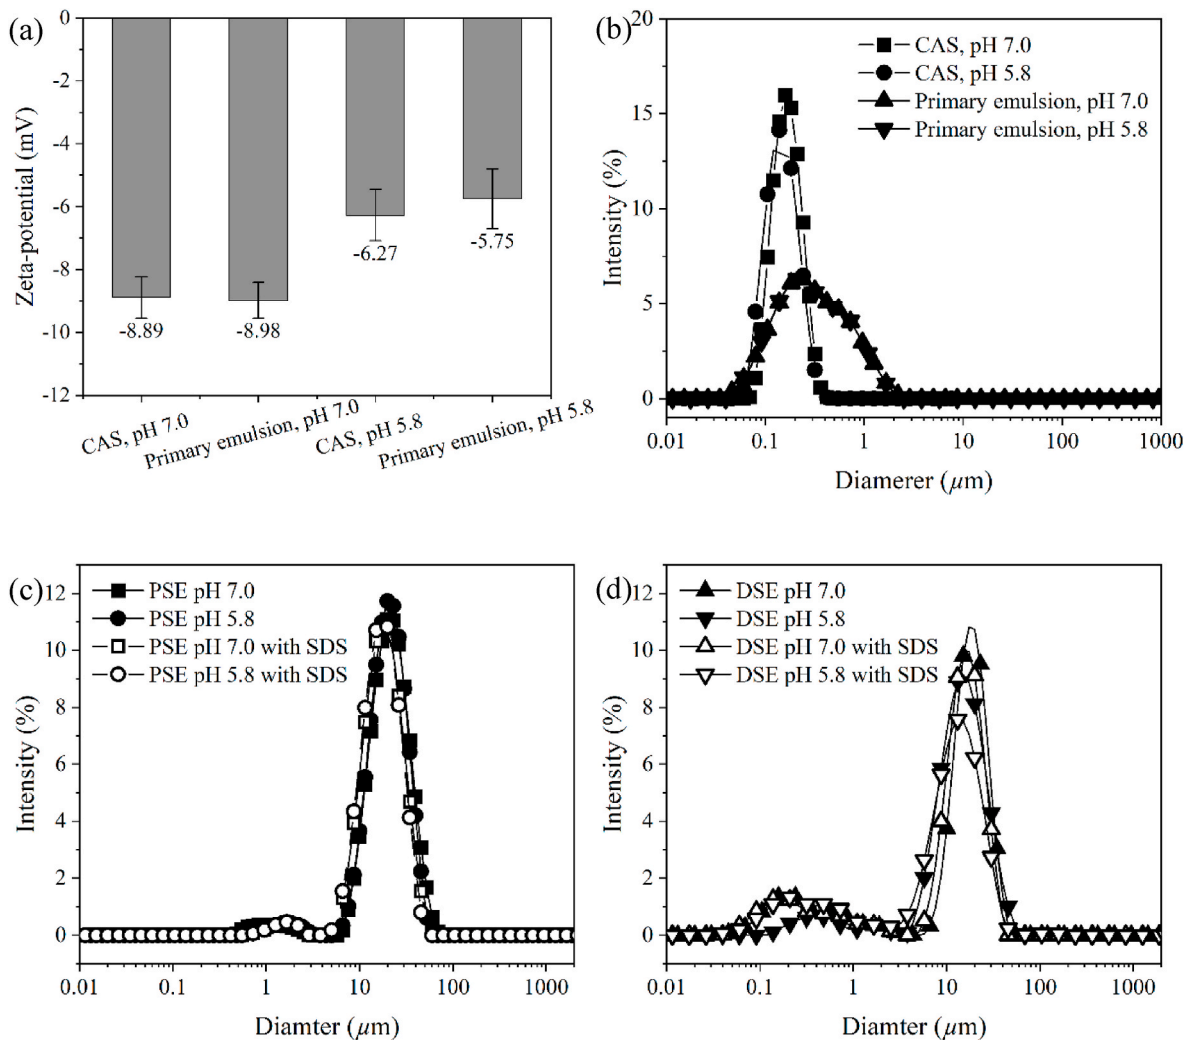 (a)
0
-2
-4
-6
-8
-10
-12
Zeta-potential (mV)
-8.89
-8.98
-6.27
-5.75
CAS, pH 7.0
Primary emulsion, pH 7.0
CAS, pH 5.8
Primary emulsion, pH 5.8
(b)
20
15
10
5
0
Intensity (%)
CAS, pH 7.0
CAS, pH 5.8
Primary emulsion, pH 7.0
Primary emulsion, pH 5.8
0.01 0.1 1 10 100 1000
Diamerer (µm)
(c)
12
10
8
6
4
2
0
Intensity (%)
PSE pH 7.0
PSE pH 5.8
PSE pH 7.0 with SDS
PSE pH 5.8 with SDS
0.01 0.1 1 10 100 1000
Diamter (µm)
(d)
12
10
8
6
4
2
0
Intensity (%)
DSE pH 7.0
DSE pH 5.8
DSE pH 7.0 with SDS
DSE pH 5.8 with SDS
0.01 0.1 1 10 100 1000
Diamerer (µm)